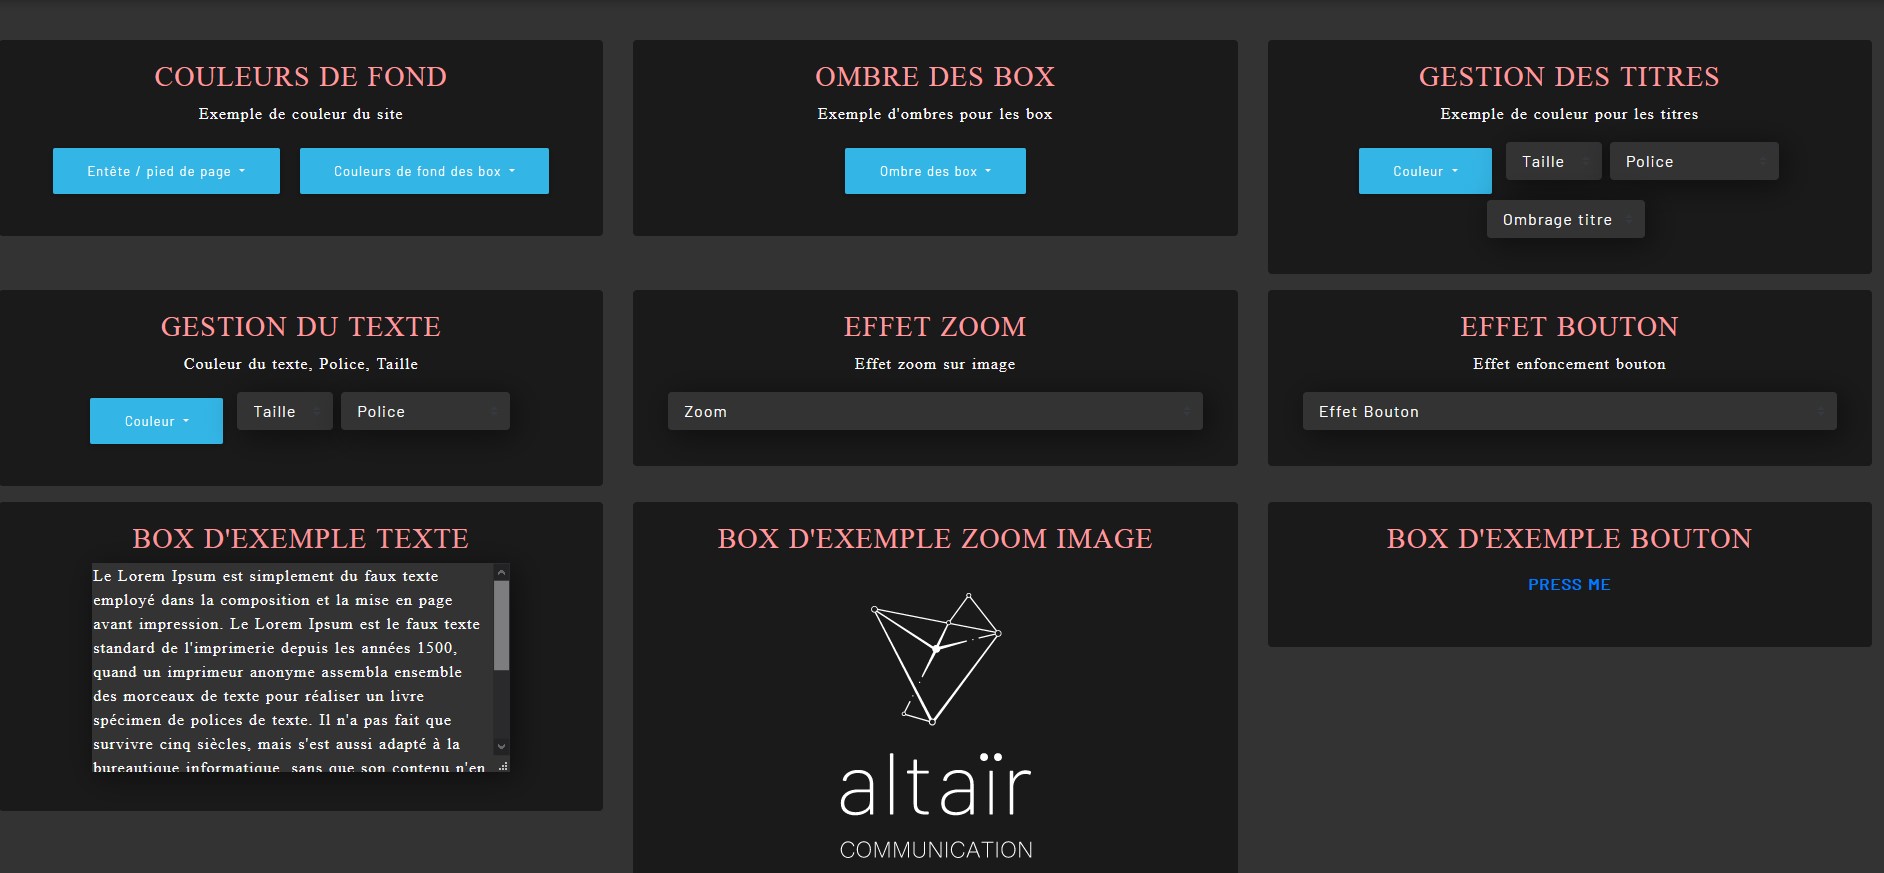 COULEURS DE FOND
Exemple de couleur du site
Entête / pied de page
Couleurs de fond des box
OMBRE DES BOX
Exemple d'ombres pour les box
Ombre des box
GESTION DES TITRES
Exemple de couleur pour les titres
Couleur
Taille
Police
Ombrage titre
GESTION DU TEXTE
Couleur du texte, Police, Taille
Couleur
Taille
Police
EFFET ZOOM
Effet zoom sur image
Zoom
EFFET BOUTON
Effet enfoncement bouton
Effet Bouton
BOX D'EXEMPLE TEXTE
Le Lorem Ipsum est simplement du faux texte
employé dans la composition et la mise en page
avant impression. Le Lorem Ipsum est le faux texte
standard de l'imprimerie depuis les années 1500,
quand un imprimeur anonyme assembla ensemble
des morceaux de texte pour réaliser un livre
spécimen de polices de texte. Il n'a pas fait que
survivre cinq siècles, mais s'est aussi adapté à la
bureautique informatique, sans que son contenu n'en
BOX D'EXEMPLE ZOOM IMAGE
altaïr
COMMUNICATION
BOX D'EXEMPLE BOUTON
PRESS ME